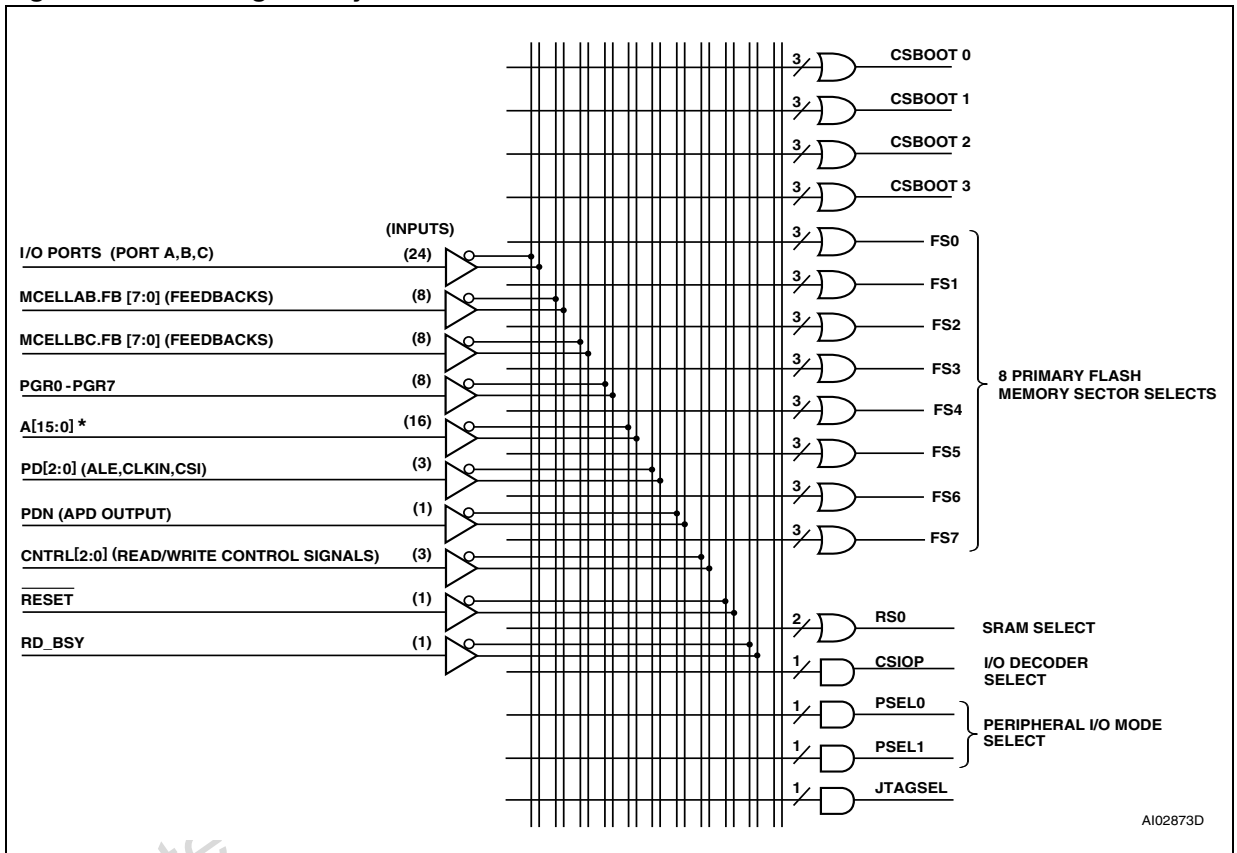 3 CSBOOT 0
3 CSBOOT 1
3 CSBOOT 2
3 CSBOOT 3
(INPUTS)
I/O PORTS (PORT A,B,C) (24)
MCELLAB.FB [7:0] (FEEDBACKS) (8)
MCELLBC.FB [7:0] (FEEDBACKS) (8)
PGR0 -PGR7 (8)
A[15:0] * (16)
PD[2:0] (ALE,CLKIN,CSI) (3)
PDN (APD OUTPUT) (1)
CNTRL[2:0] (READ/WRITE CONTROL SIGNALS) (3)
RESET (1)
RD_BSY (1)
3 FS0
3 FS1
3 FS2
3 FS3
3 FS4
3 FS5
3 FS6
3 FS7
8 PRIMARY FLASH
MEMORY SECTOR SELECTS
2 RS0 SRAM SELECT
1 CSIOP I/O DECODER
SELECT
1 PSEL0
1 PSEL1
PERIPHERAL I/O MODE
SELECT
1 JTAGSEL
AI02873D